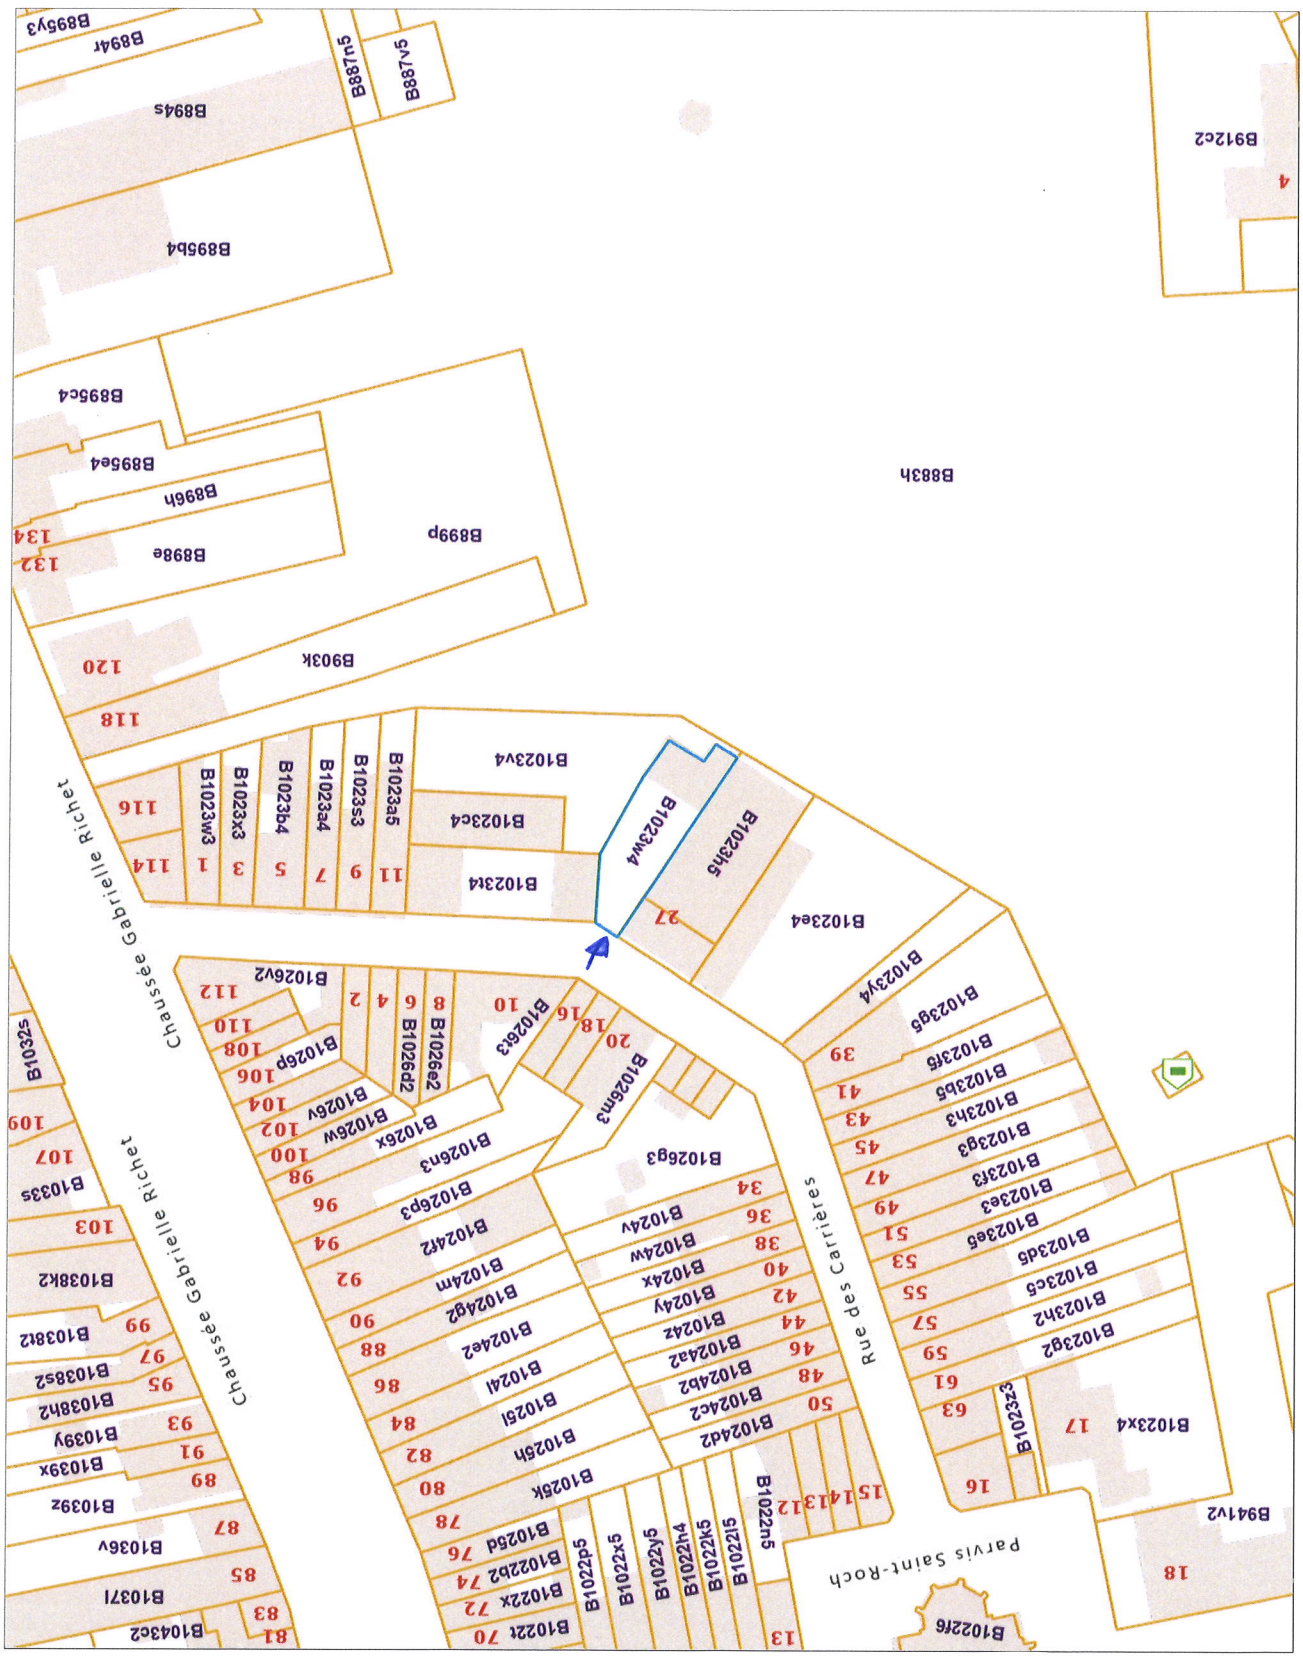 B895y3
B894r
B887n5
B887v5
B894s
B912c2
4
B895b4
B895c4
B895e4
B896h
134
132
B898e
B899p
B883h
120
B903k
118
116
114
B1023w3
1
B1023x3
3
B1023b4
5
B1023a4
7
B1023s3
9
B1023a5
11
B1023v4
B1023c4
B1023t4
B1023w4
B1023h5
27
B1023e4
B1023y4
B1023g5
39
B1023f5
41
B1023b5
43
B1023h3
45
B1023g3
47
B1023f3
49
B1023e3
51
B1023e5
53
B1023d5
55
B1023c5
57
B1023h2
59
B1023g2
61
63
B1023z3
16
17
B1023x4
B941v2
18
Chaussée Gabrielle Richet
Chaussée Gabrielle Richet
Rue des Carrières
Parvis Saint-Roch
B1022f6
112
B1026v2
110
108
B1026p
106
104
B1026v
102
B1026w
100
98
B1026x
96
B1026n3
94
B1026p3
92
B1024f2
90
B1024m
88
B1024g2
86
B1024e2
84
B1024l
82
B1025l
80
B1025h
78
B1025k
76
B1025d
74
B1022b2
72
B1022x
70
B1022t
2
4
6
B1026d2
8
B1026e2
10
B1026t3
16
18
20
B1026m3
B1026g3
34
B1024v
36
B1024w
38
B1024x
40
B1024y
42
B1024z
44
B1024a2
46
B1024b2
48
B1024c2
50
B1024d2
B1022p5
B1022x5
B1022y5
B1022h4
B1022k5
B1022l5
B1022n5
12
13
14
15
13
B1032s
109
107
B1033s
103
B1038k2
B1038t2
99
97
B1038s2
95
B1038h2
93
B1039y
91
B1039x
89
B1039z
87
B1036v
85
B1037l
83
B1043c2
81